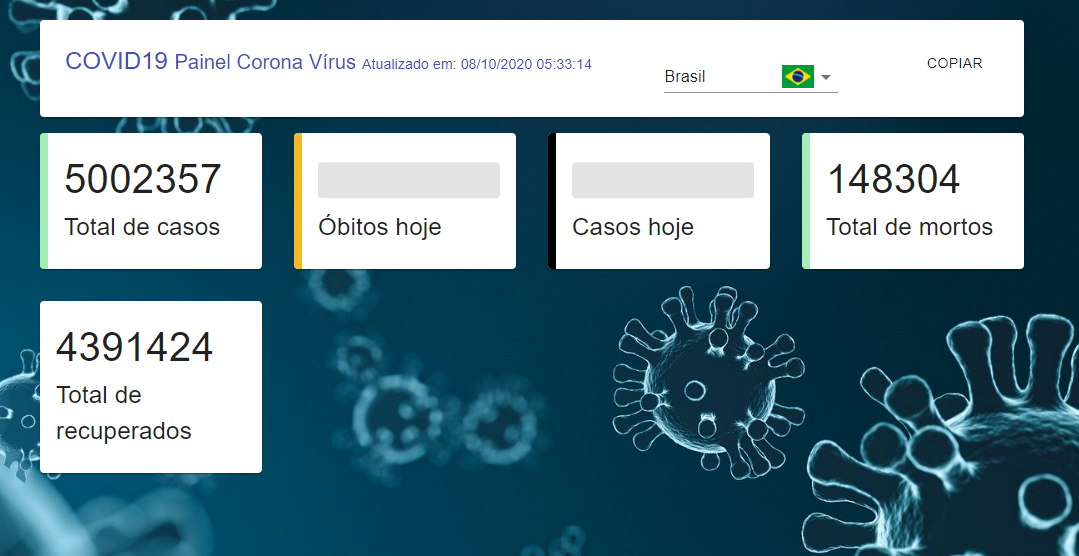 COVID19 Painel Corona Vírus Atualizado em: 08/10/2020 05:33:14
Brasil
COPIAR
5002357
Total de casos
Óbitos hoje
Casos hoje
148304
Total de mortos
4391424
Total de
recuperados